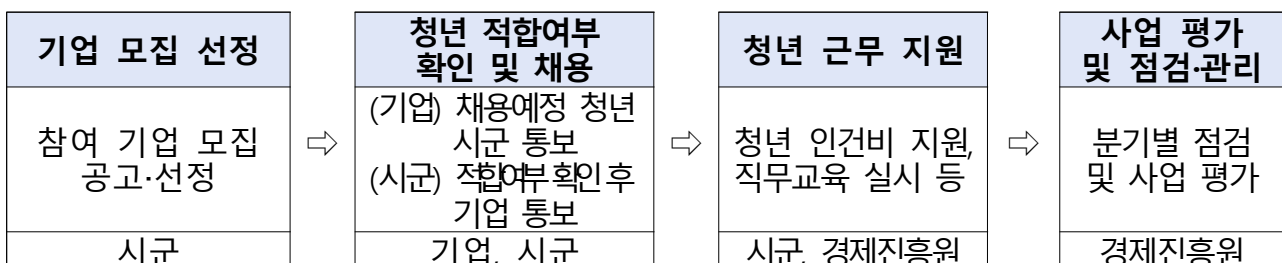 기업 모집 선정
참여 기업 모집
공고·선정
시군
⇨
청년 적합여부
확인 및 채용
(기업) 채용예정 청년
시군 통보
(시군) 적합여부 확인 후
기업 통보
기업, 시군
⇨
청년 근무 지원
청년 인건비 지원,
직무교육 실시 등
시군, 경제진흥원
⇨
사업 평가
및 점검·관리
분기별 점검
및 사업 평가
경제진흥원